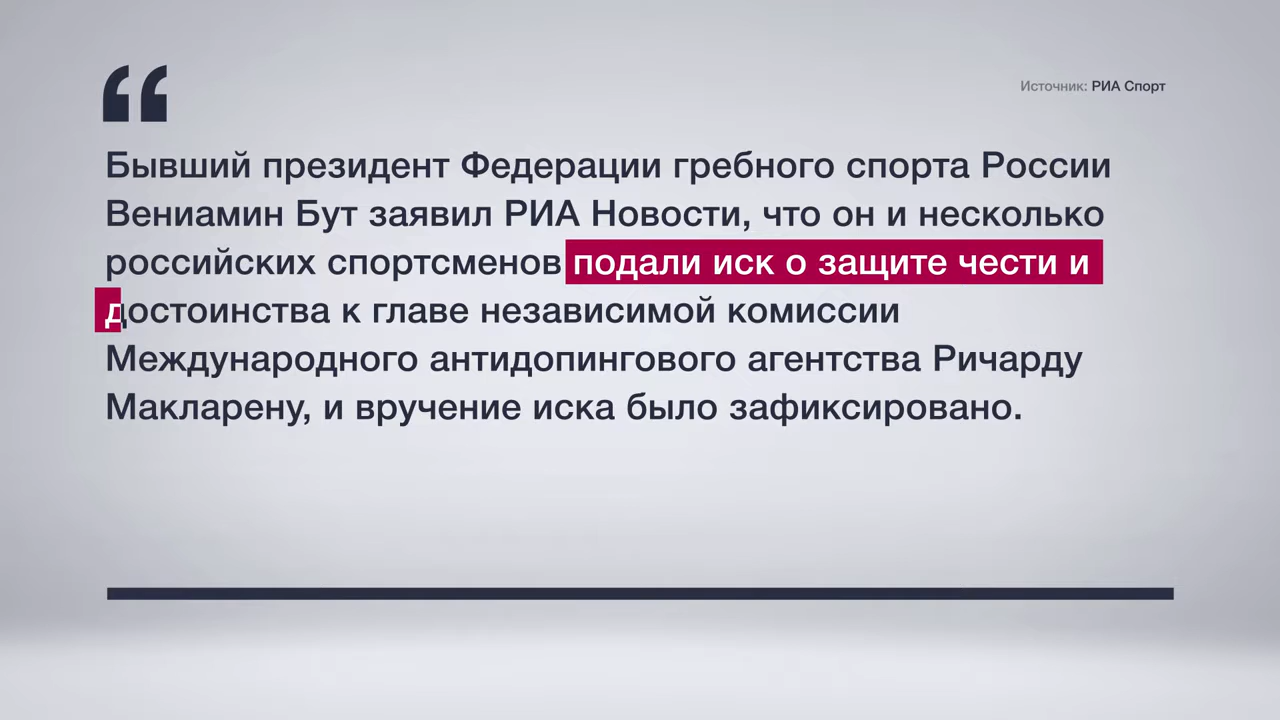 “
Источник: РИА Спорт
Бывший президент Федерации гребного спорта России
Вениамин Бут заявил РИА Новости, что он и несколько
российских спортсменов подали иск о защите чести и
достоинства к главе независимой комиссии
Международного антидопингового агентства Ричарду
Макларену, и вручение иска было зафиксировано.